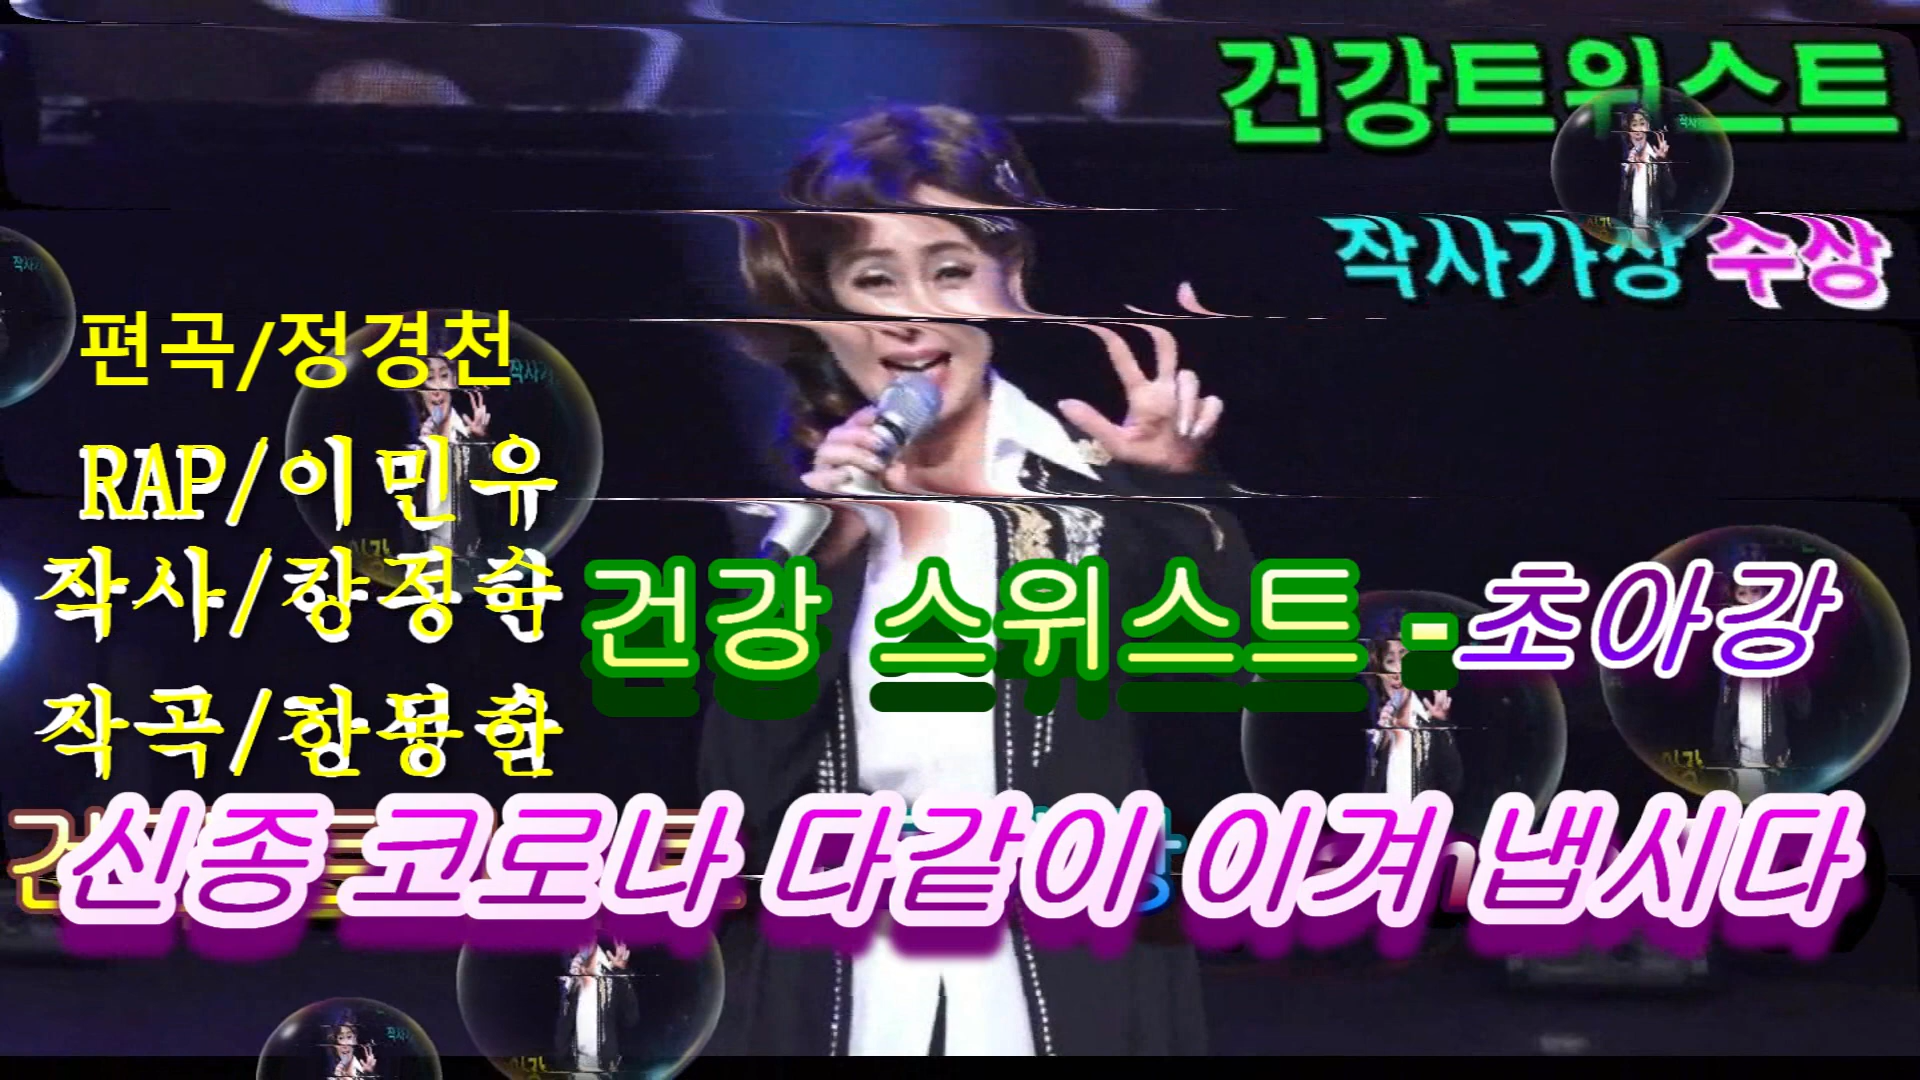 건강트위스트
작사가상 수상
편곡/정경천
RAP/이민우
작사/장정숙
건강 스위스트 -초아강
작곡/한동한
신종 코로나 다같이 이겨 냅시다